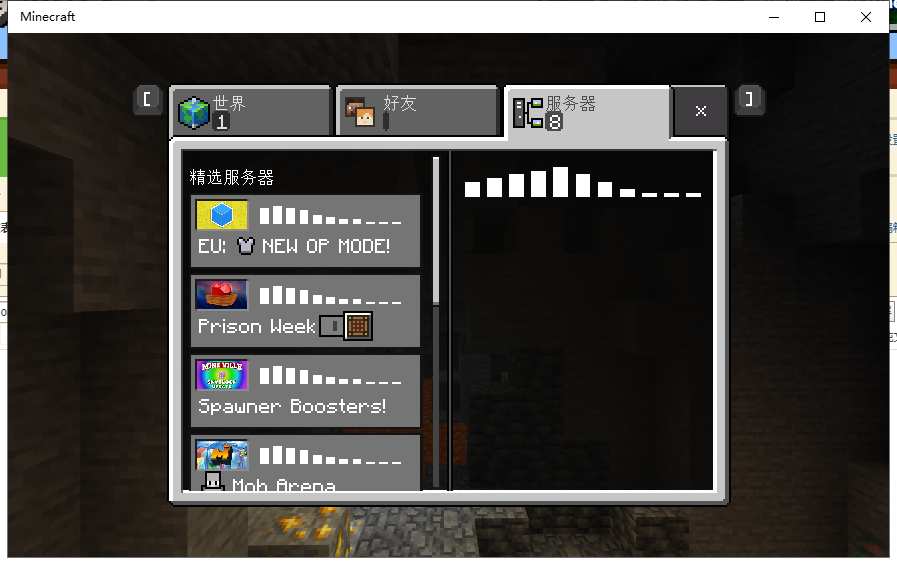 Minecraft
[
世界
1
好友
服务器
8
×
]
精选服务器
EU: NEW OP MODE!
Prison Week
MINEVILLE
Spawner Boosters!
Mob Arena